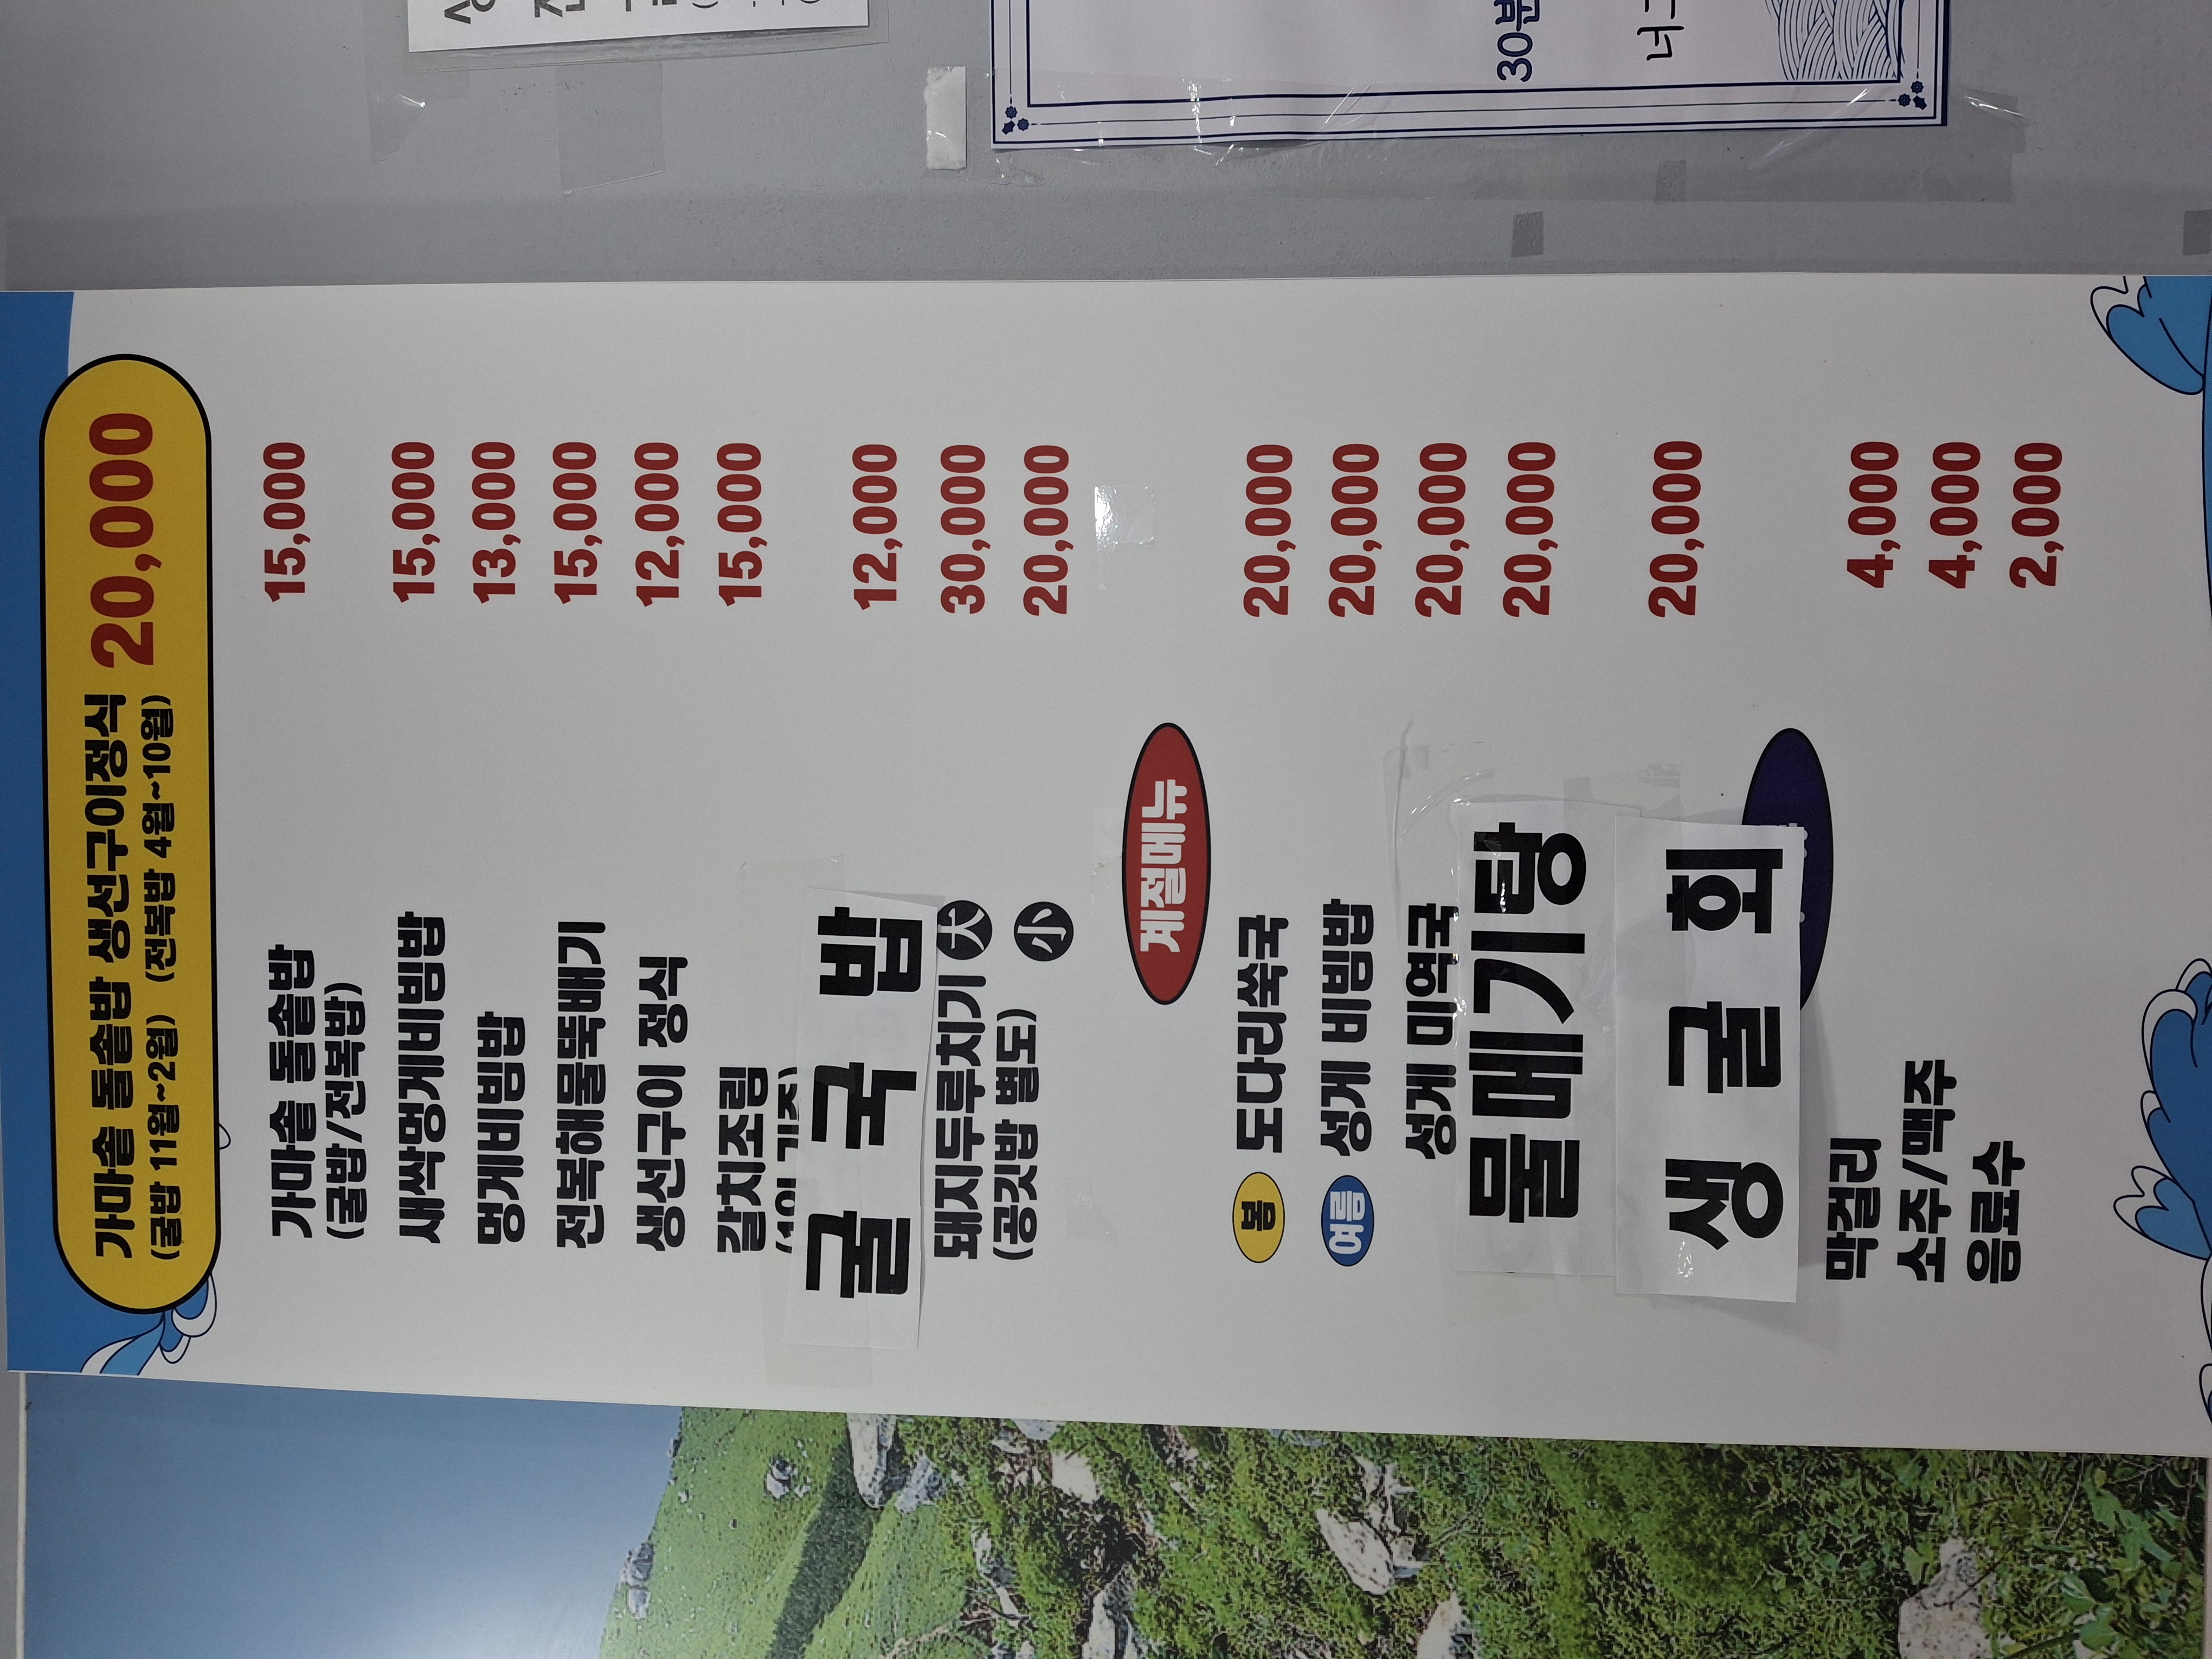 가마솥 돌솥밥 생선구이정식 20,000
(굴밥 11월~2월) (전복밥 4월~10월)
가마솥 돌솥밥 15,000
(굴밥/전복밥)
새싹멍게비빔밥 15,000
멍게비빔밥 13,000
전복해물뚝배기 15,000
생선구이 정식 12,000
갈치조림 15,000
굴국밥 12,000
돼지두루치기 大 30,000
(공깃밥 별도) 小 20,000
계절메뉴
봄 도다리쑥국 20,000
여름 성게 비빔밥 20,000
성게 미역국 20,000
물메기탕 20,000
생굴회 20,000
막걸리 4,000
소주/맥주 4,000
음료수 2,000
30분